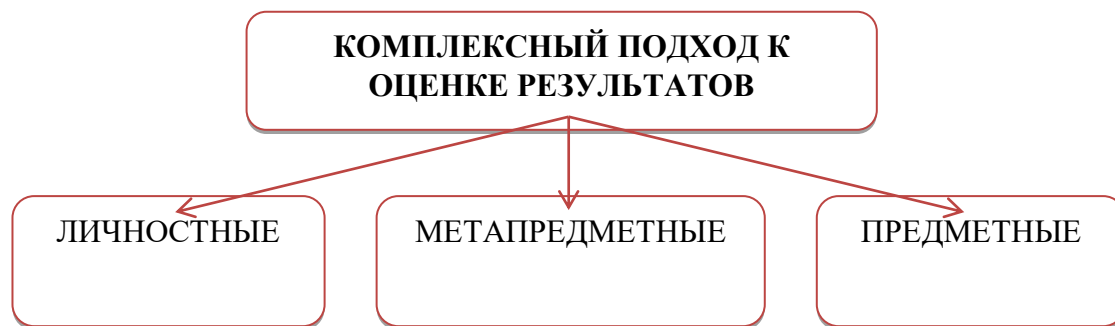 КОМПЛЕКСНЫЙ ПОДХОД К
ОЦЕНКЕ РЕЗУЛЬТАТОВ
ЛИЧНОСТНЫЕ
МЕТАПРЕДМЕТНЫЕ
ПРЕДМЕТНЫЕ